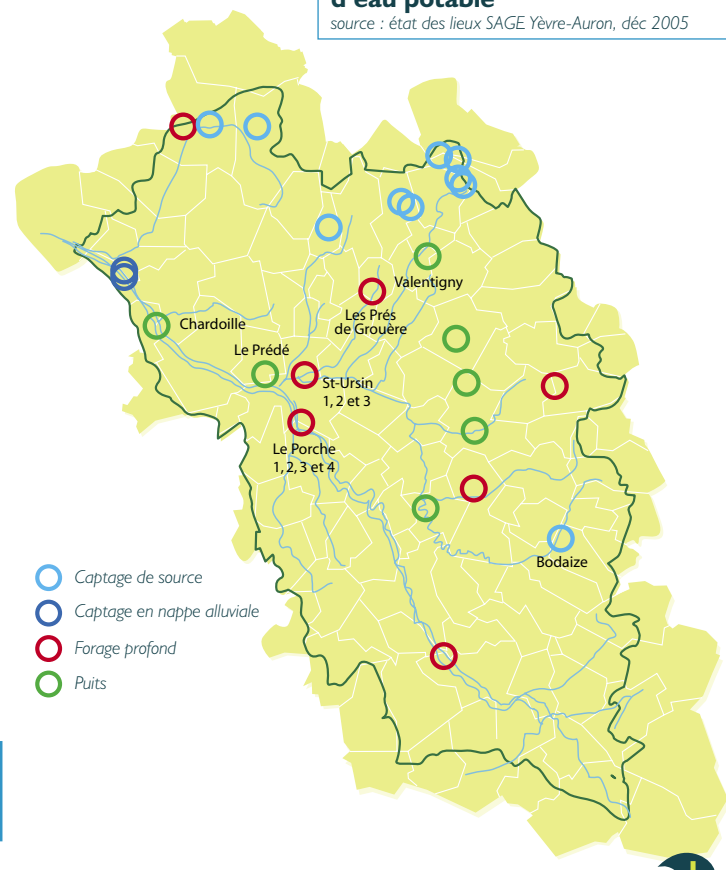 d'eau potable
source : état des lieux SAGE Yèvre-Auron, déc 2005
Valentigny
Les Prés
de Grouère
Chardoille
Le Prédé
St-Ursin
1, 2 et 3
Le Porche
1, 2, 3 et 4
Bodaize
Captage de source
Captage en nappe alluviale
Forage profond
Puits